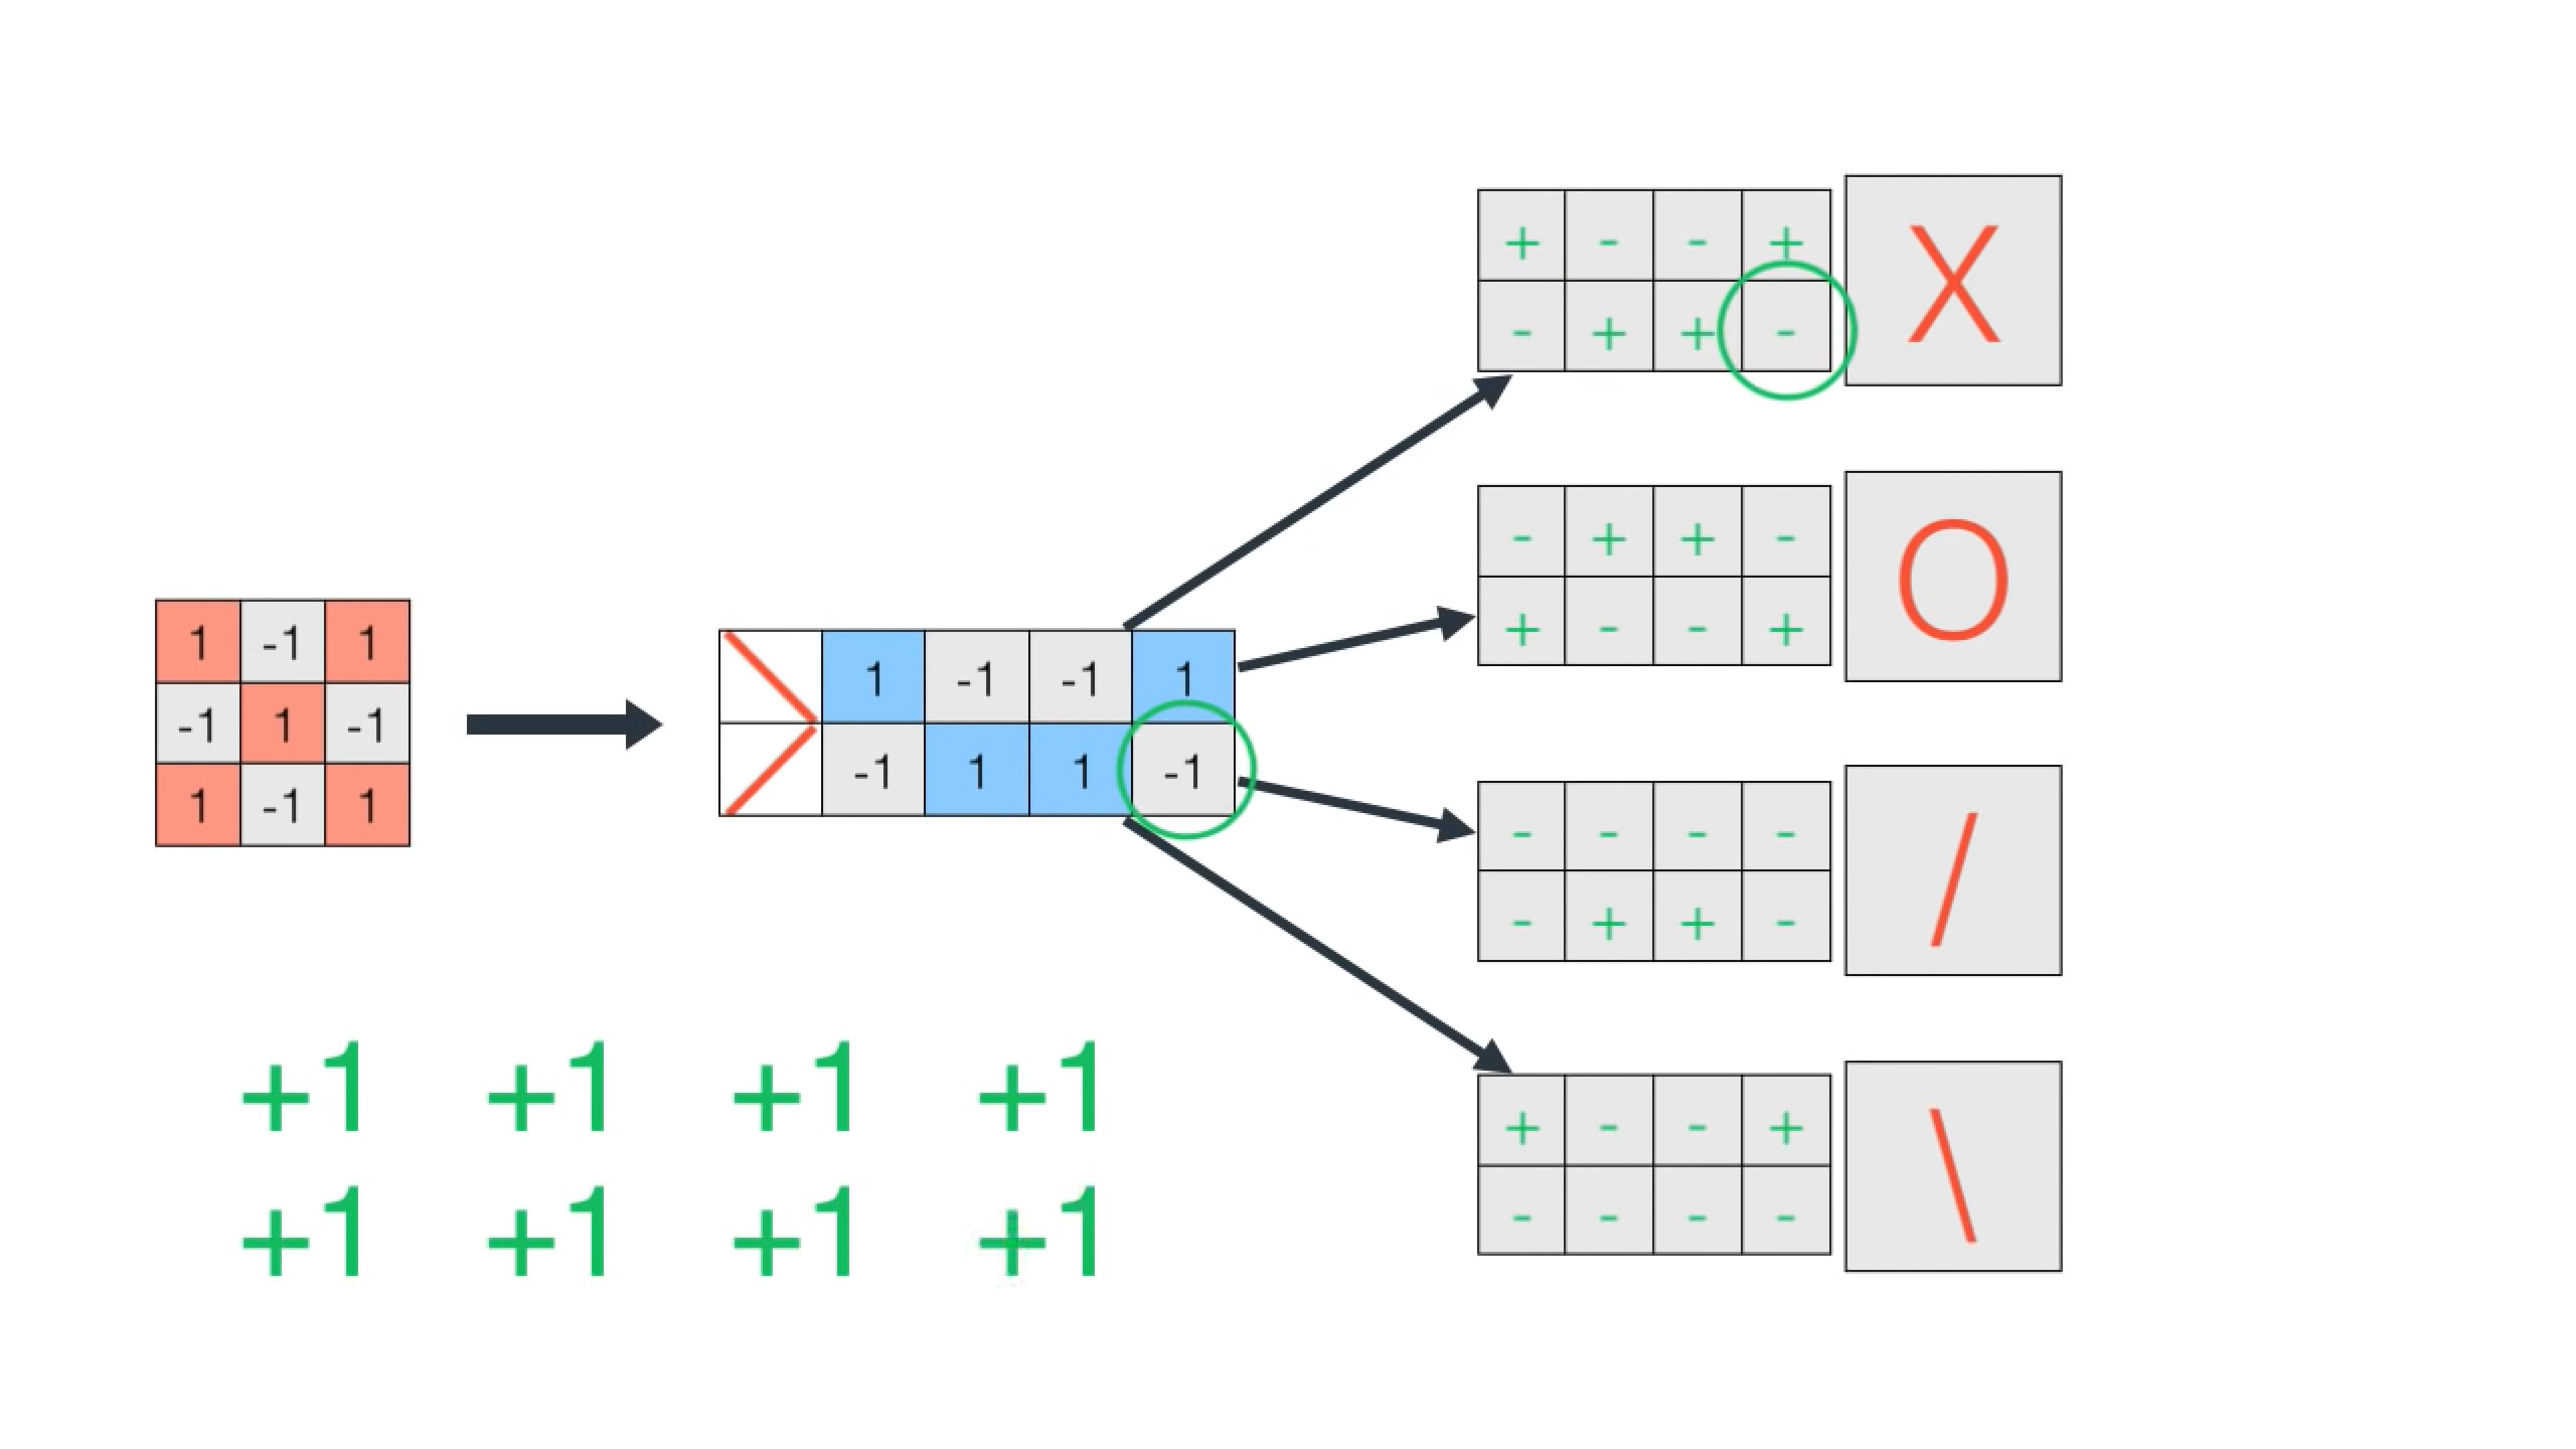 1 -1 1
-1 1 -1
1 -1 1
1 -1 -1 1
-1 1 1 -1
+ - - +
- + + -
X
- + + -
+ - - +
O
- - - -
- + + -
/
+ - - +
- - - -
\
+1 +1 +1 +1
+1 +1 +1 +1